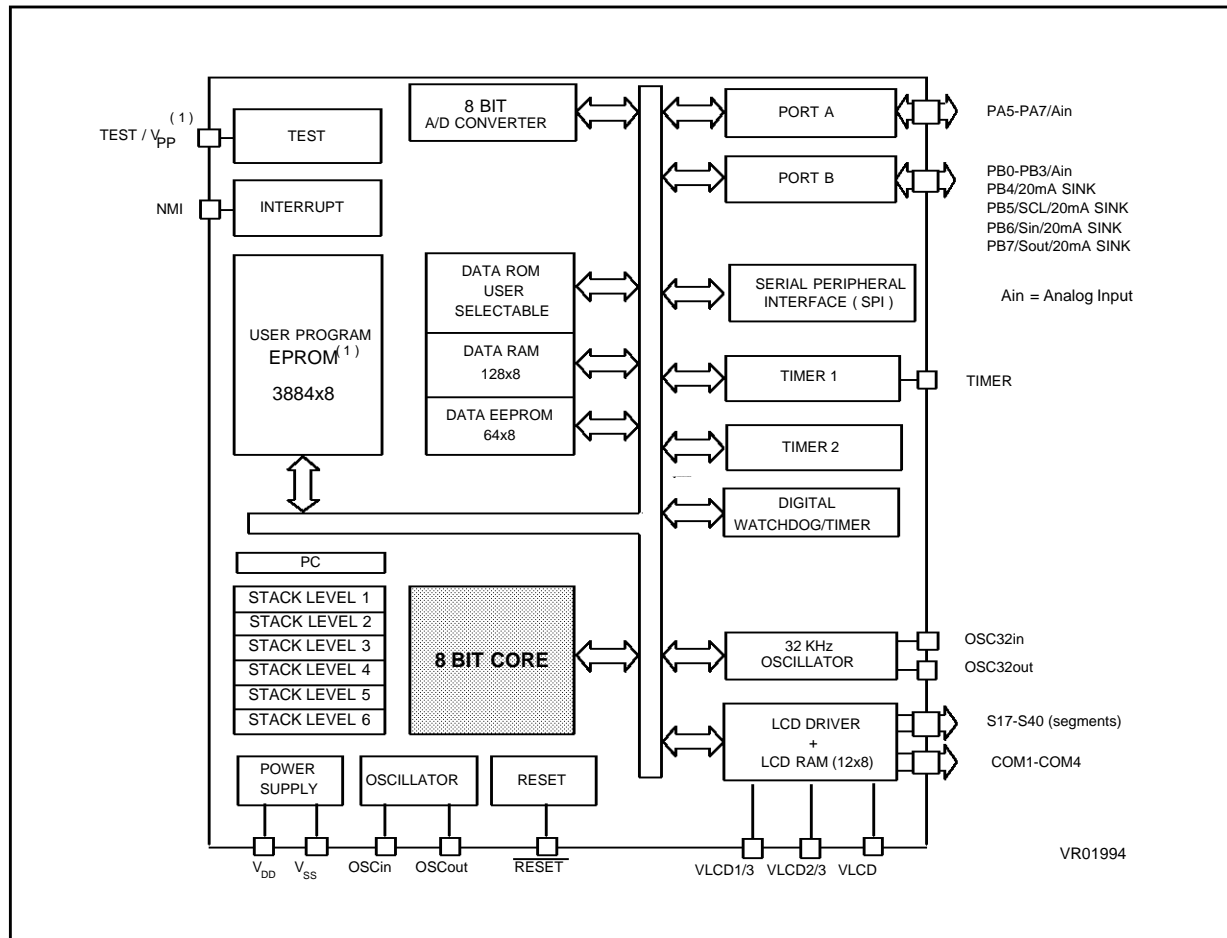 TEST / VPP (1)
NMI
TEST
INTERRUPT
USER PROGRAM
EPROM(1)
3884x8
PC
STACK LEVEL 1
STACK LEVEL 2
STACK LEVEL 3
STACK LEVEL 4
STACK LEVEL 5
STACK LEVEL 6
POWER
SUPPLY
OSCILLATOR
RESET
VDD
VSS
OSCin
OSCout
RESET
8 BIT
A/D CONVERTER
DATA ROM
USER
SELECTABLE
DATA RAM
128x8
DATA EEPROM
64x8
8 BIT CORE
PORT A
PORT B
SERIAL PERIPHERAL
INTERFACE ( SPI )
TIMER 1
TIMER 2
DIGITAL
WATCHDOG/TIMER
32 KHz
OSCILLATOR
LCD DRIVER
+
LCD RAM (12x8)
VLCD1/3
VLCD2/3
VLCD
PA5-PA7/Ain
PB0-PB3/Ain
PB4/20mA SINK
PB5/SCL/20mA SINK
PB6/Sin/20mA SINK
PB7/Sout/20mA SINK
Ain = Analog Input
TIMER
OSC32in
OSC32out
S17-S40 (segments)
COM1-COM4
VR01994